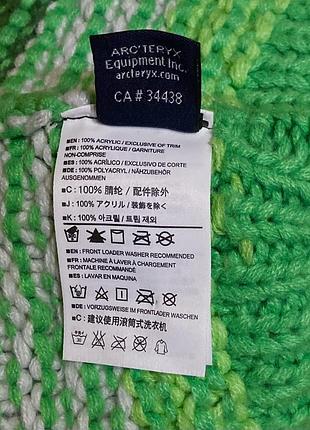 ARC'TERYX
Equipment Inc.
arcteryx.com
CA # 34438
■EN: 100% ACRYLIC / EXCLUSIVE OF TRIM
■FR: 100% ACRYLIQUE / GARNITURE
NON-COMPRISE
■ES: 100% ACRÍLICO / EXCLUSIVO DE CORTE
■DE: 100% POLYACRYL / NÄHZUBEHÖR
AUSGENOMMEN
■C: 100% 腈纶 / 配件除外
■J: 100% アクリル / 装飾を除く
■K: 100% 아크릴 / 트림 제외
■EN: FRONT LOADER WASHER RECOMMENDED
■FR: MACHINE À LAVER À CHARGEMENT
FRONTALE RECOMMANDÉ
■ES: LAVAR EN MAQUINA
■DE: VORZUGSWEISE IM FRONTLADER WASCHEN
■C: 建议使用滚筒式洗衣机
30